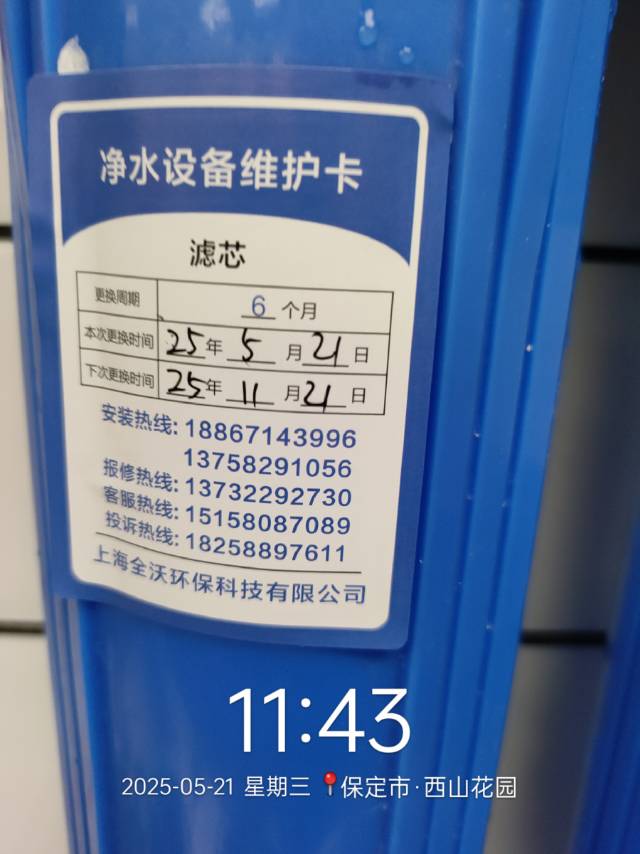 净水设备维护卡
滤芯
更换周期 6 个月
本次更换时间 25年 5 月 21 日
下次更换时间 25年 11 月 21 日
安装热线: 18867143996
13758291056
报修热线: 13732292730
客服热线: 15158087089
投诉热线: 18258897611
上海全沃环保科技有限公司
11:43
2025-05-21 星期三 📍保定市·西山花园